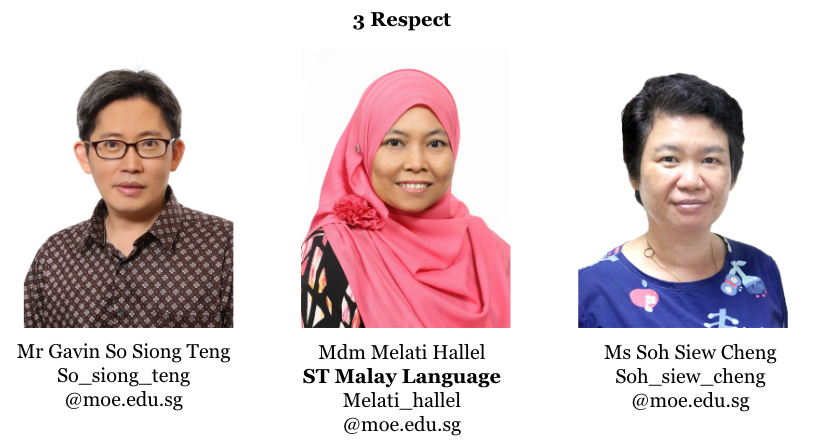 3 Respect
Mr Gavin So Siong Teng
So_siong_teng
@moe.edu.sg
Mdm Melati Hallel
ST Malay Language
Melati_hallel
@moe.edu.sg
Ms Soh Siew Cheng
Soh_siew_cheng
@moe.edu.sg